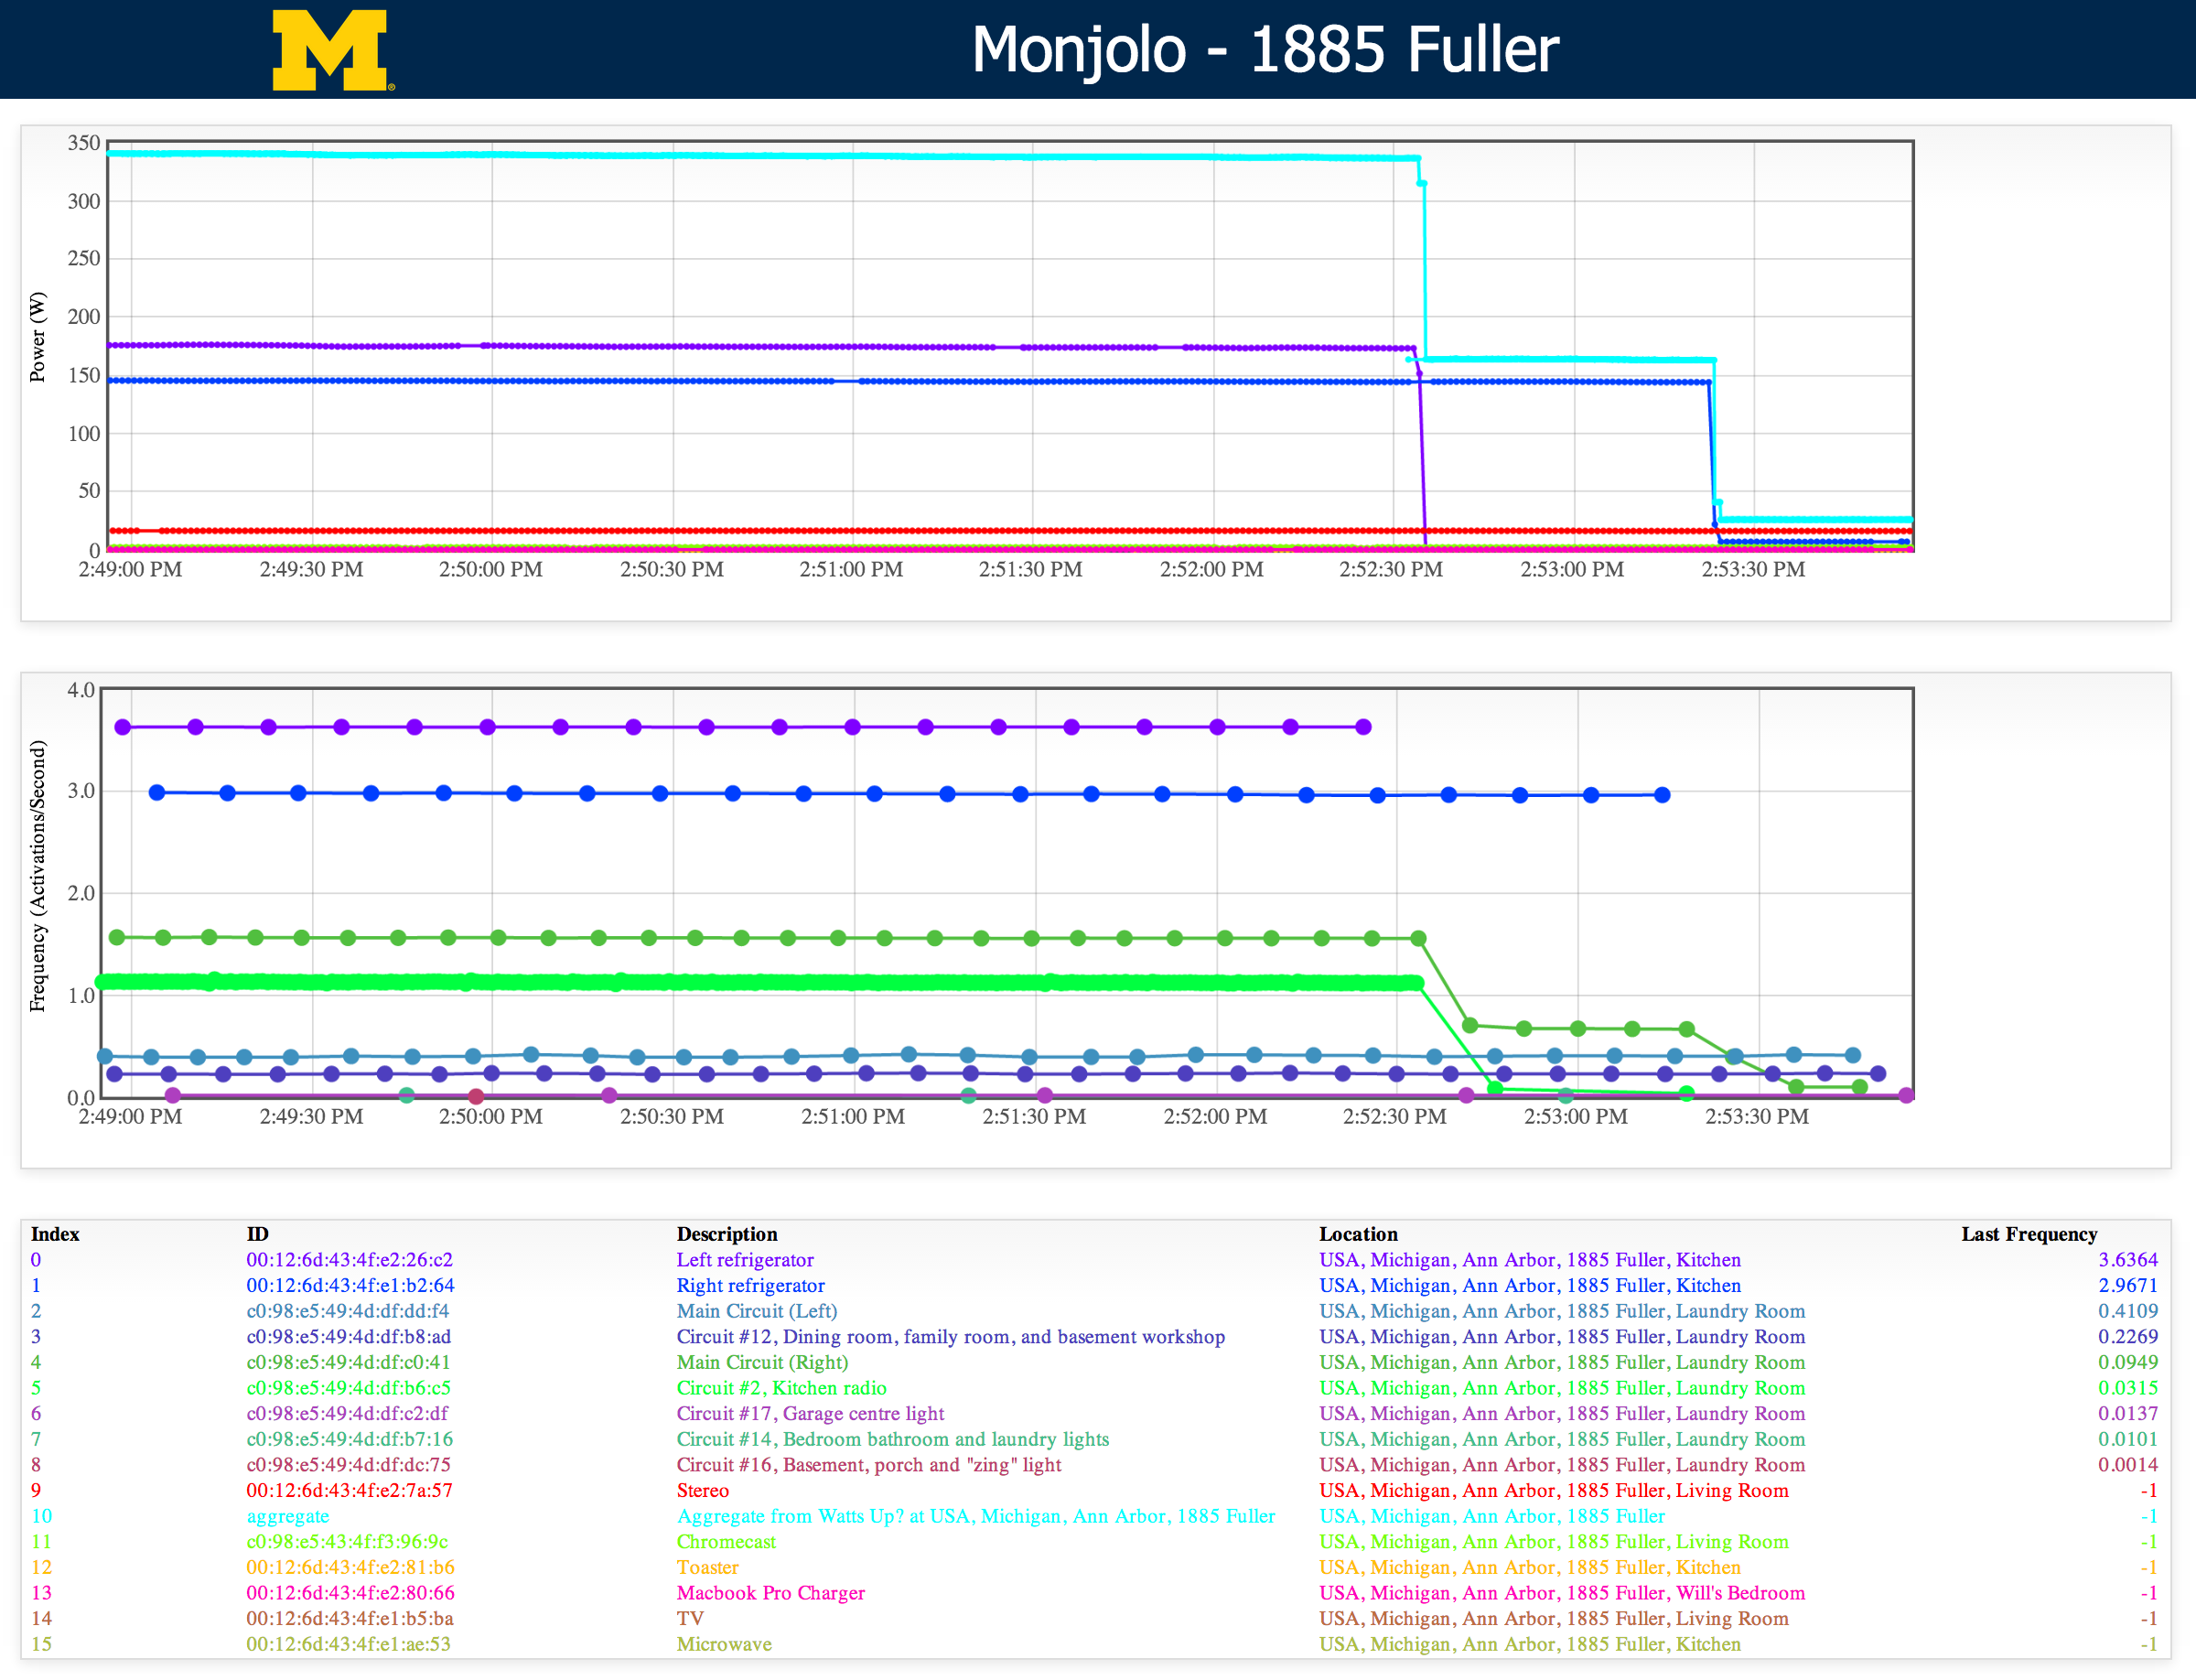 M®
Monjolo - 1885 Fuller
350
300
250
200
150
100
50
0
Power (W)
2:49:00 PM 2:49:30 PM 2:50:00 PM 2:50:30 PM 2:51:00 PM 2:51:30 PM 2:52:00 PM 2:52:30 PM 2:53:00 PM 2:53:30 PM
4.0
3.0
2.0
1.0
0.0
Frequency (Activations/Second)
2:49:00 PM 2:49:30 PM 2:50:00 PM 2:50:30 PM 2:51:00 PM 2:51:30 PM 2:52:00 PM 2:52:30 PM 2:53:00 PM 2:53:30 PM
Index ID Description Location Last Frequency
0 00:12:6d:43:4f:e2:26:c2 Left refrigerator USA, Michigan, Ann Arbor, 1885 Fuller, Kitchen 3.6364
1 00:12:6d:43:4f:e1:b2:64 Right refrigerator USA, Michigan, Ann Arbor, 1885 Fuller, Kitchen 2.9671
2 c0:98:e5:49:4d:df:dd:f4 Main Circuit (Left) USA, Michigan, Ann Arbor, 1885 Fuller, Laundry Room 0.4109
3 c0:98:e5:49:4d:df:b8:ad Circuit #12, Dining room, family room, and basement workshop USA, Michigan, Ann Arbor, 1885 Fuller, Laundry Room 0.2269
4 c0:98:e5:49:4d:df:c0:41 Main Circuit (Right) USA, Michigan, Ann Arbor, 1885 Fuller, Laundry Room 0.0949
5 c0:98:e5:49:4d:df:b6:c5 Circuit #2, Kitchen radio USA, Michigan, Ann Arbor, 1885 Fuller, Laundry Room 0.0315
6 c0:98:e5:49:4d:df:c2:df Circuit #17, Garage centre light USA, Michigan, Ann Arbor, 1885 Fuller, Laundry Room 0.0137
7 c0:98:e5:49:4d:df:b7:16 Circuit #14, Bedroom bathroom and laundry lights USA, Michigan, Ann Arbor, 1885 Fuller, Laundry Room 0.0101
8 c0:98:e5:49:4d:df:dc:75 Circuit #16, Basement, porch and "zing" light USA, Michigan, Ann Arbor, 1885 Fuller, Laundry Room 0.0014
9 00:12:6d:43:4f:e2:7a:57 Stereo USA, Michigan, Ann Arbor, 1885 Fuller, Living Room -1
10 aggregate Aggregate from Watts Up? at USA, Michigan, Ann Arbor, 1885 Fuller USA, Michigan, Ann Arbor, 1885 Fuller -1
11 c0:98:e5:43:4f:f3:96:9c Chromecast USA, Michigan, Ann Arbor, 1885 Fuller, Living Room -1
12 00:12:6d:43:4f:e2:81:b6 Toaster USA, Michigan, Ann Arbor, 1885 Fuller, Kitchen -1
13 00:12:6d:43:4f:e2:80:66 Macbook Pro Charger USA, Michigan, Ann Arbor, 1885 Fuller, Will's Bedroom -1
14 00:12:6d:43:4f:e1:b5:ba TV USA, Michigan, Ann Arbor, 1885 Fuller, Living Room -1
15 00:12:6d:43:4f:e1:ae:53 Microwave USA, Michigan, Ann Arbor, 1885 Fuller, Kitchen -1